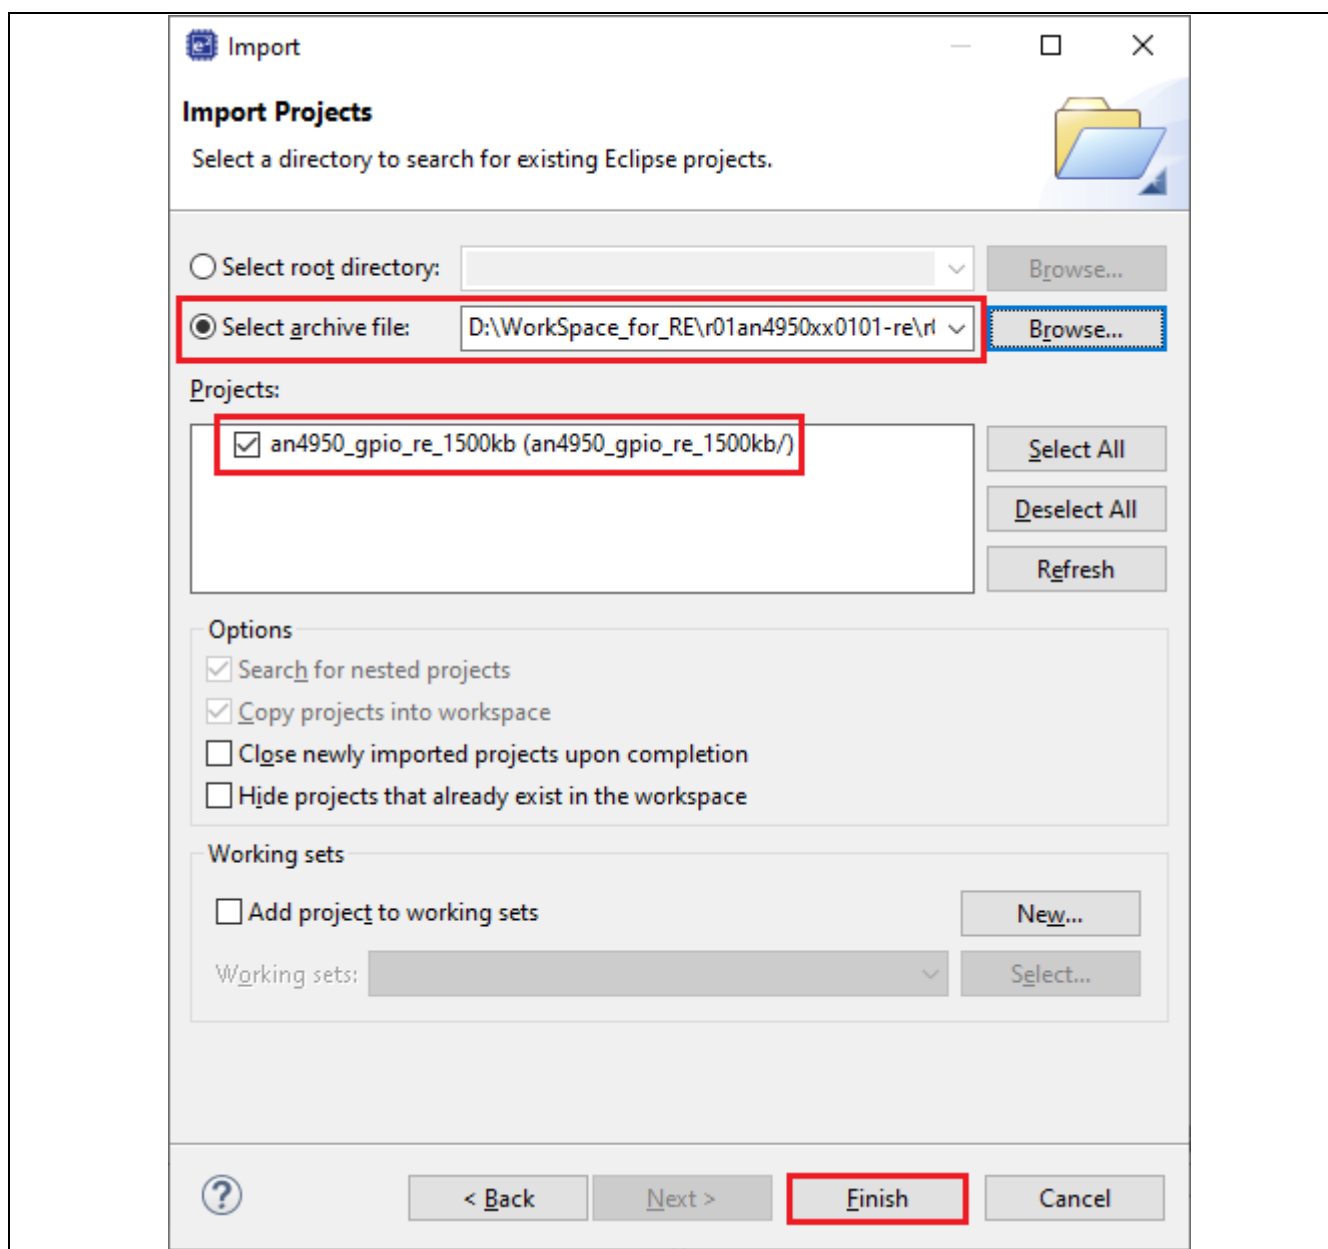 e²
Import
Import Projects
Select a directory to search for existing Eclipse projects.
Select root directory:
Browse...
Select archive file:
D:\WorkSpace_for_RE\r01an4950xx0101-re\r
Browse...
Projects:
an4950_gpio_re_1500kb (an4950_gpio_re_1500kb/)
Select All
Deselect All
Refresh
Options
Search for nested projects
Copy projects into workspace
Close newly imported projects upon completion
Hide projects that already exist in the workspace
Working sets
Add project to working sets
New...
Working sets:
Select...
?
< Back
Next >
Finish
Cancel